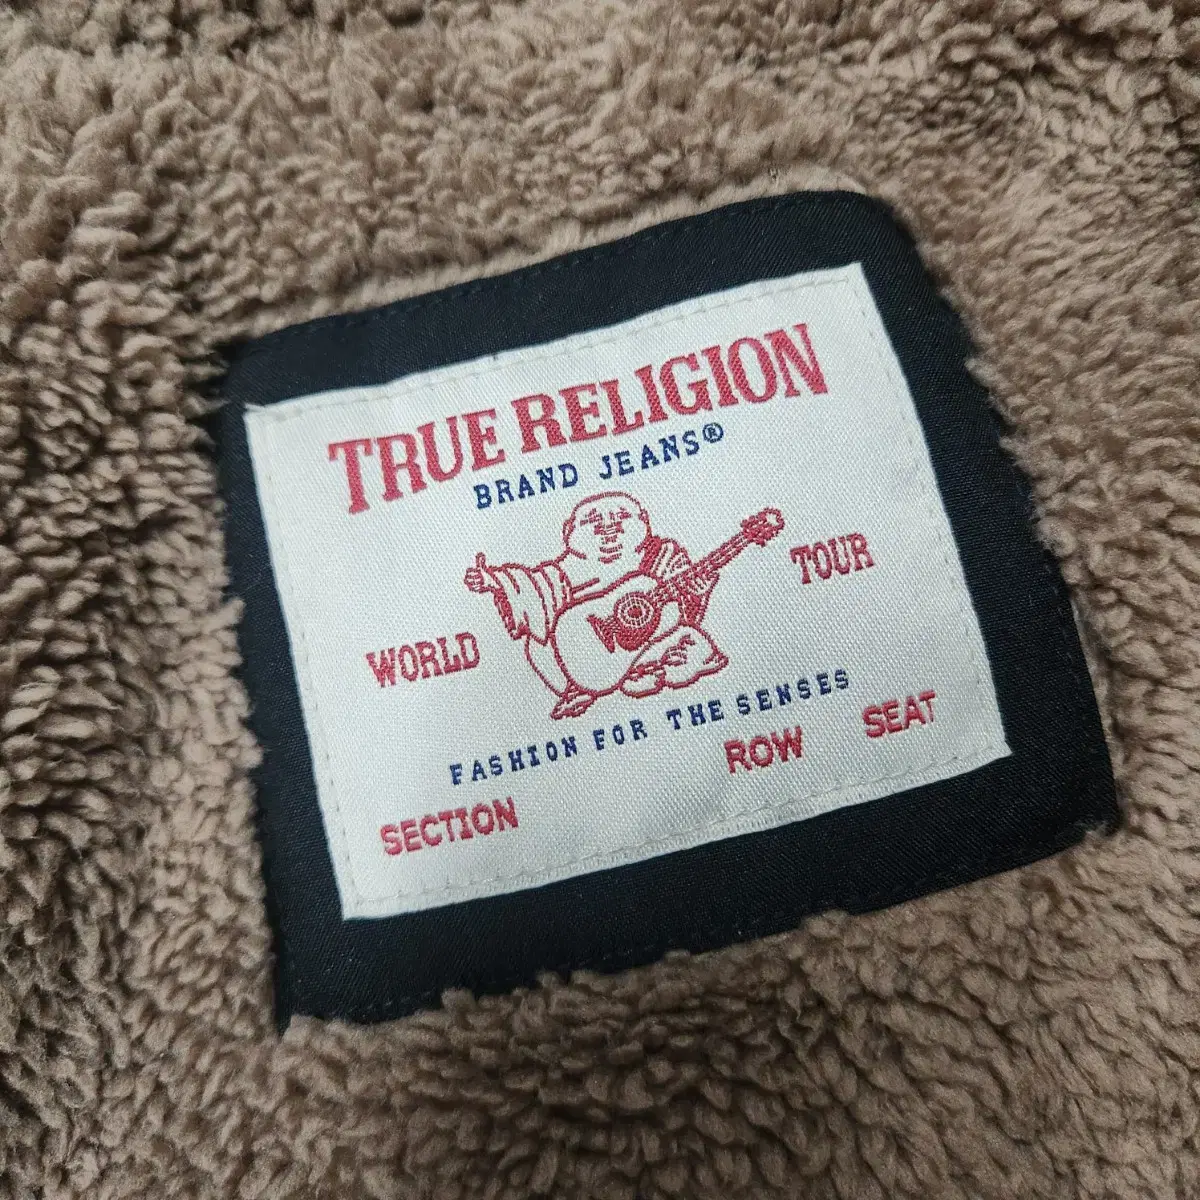 TRUE RELIGION
BRAND JEANS®
WORLD TOUR
FASHION FOR THE SENSES
SECTION ROW SEAT